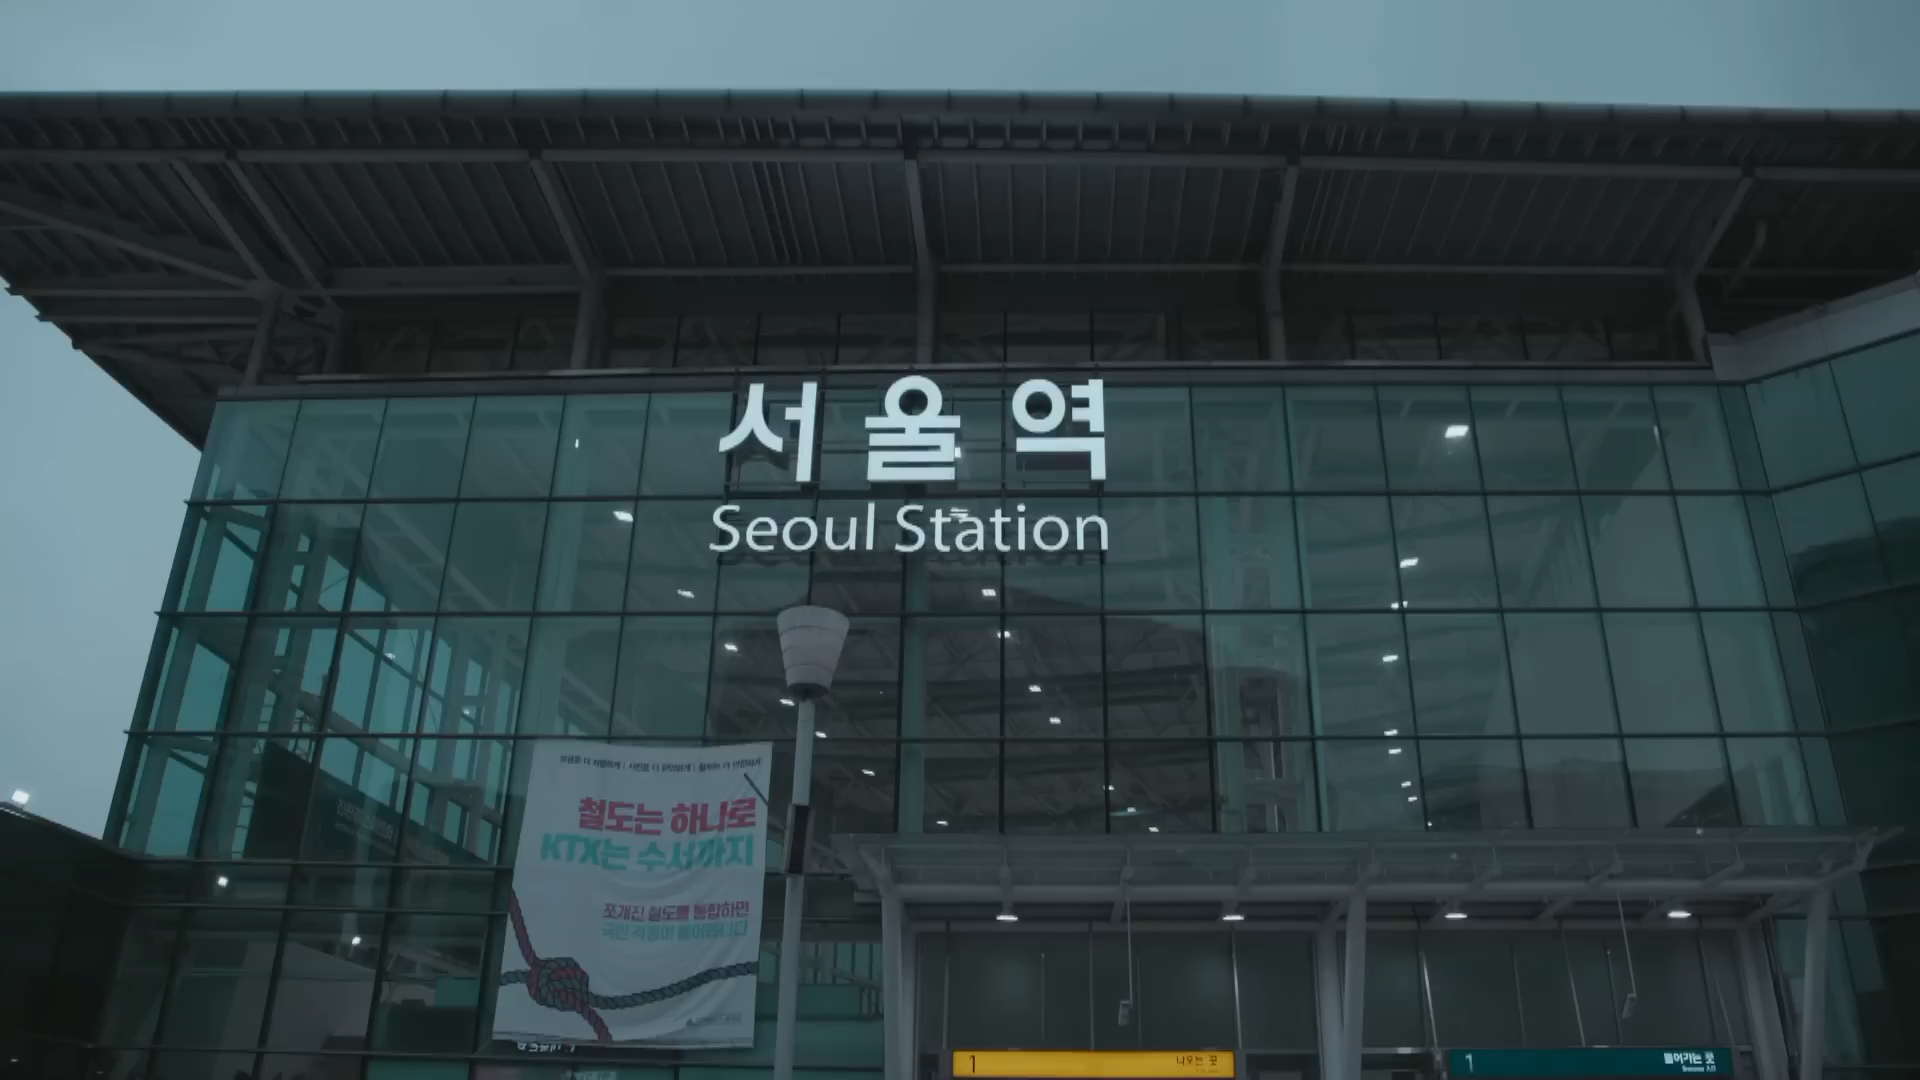 서울역
Seoul Station
철도는 하나로
KTX는 수서까지
쪼개진 철도를 통합하면
1 나오는 곳
1 들어가는 곳